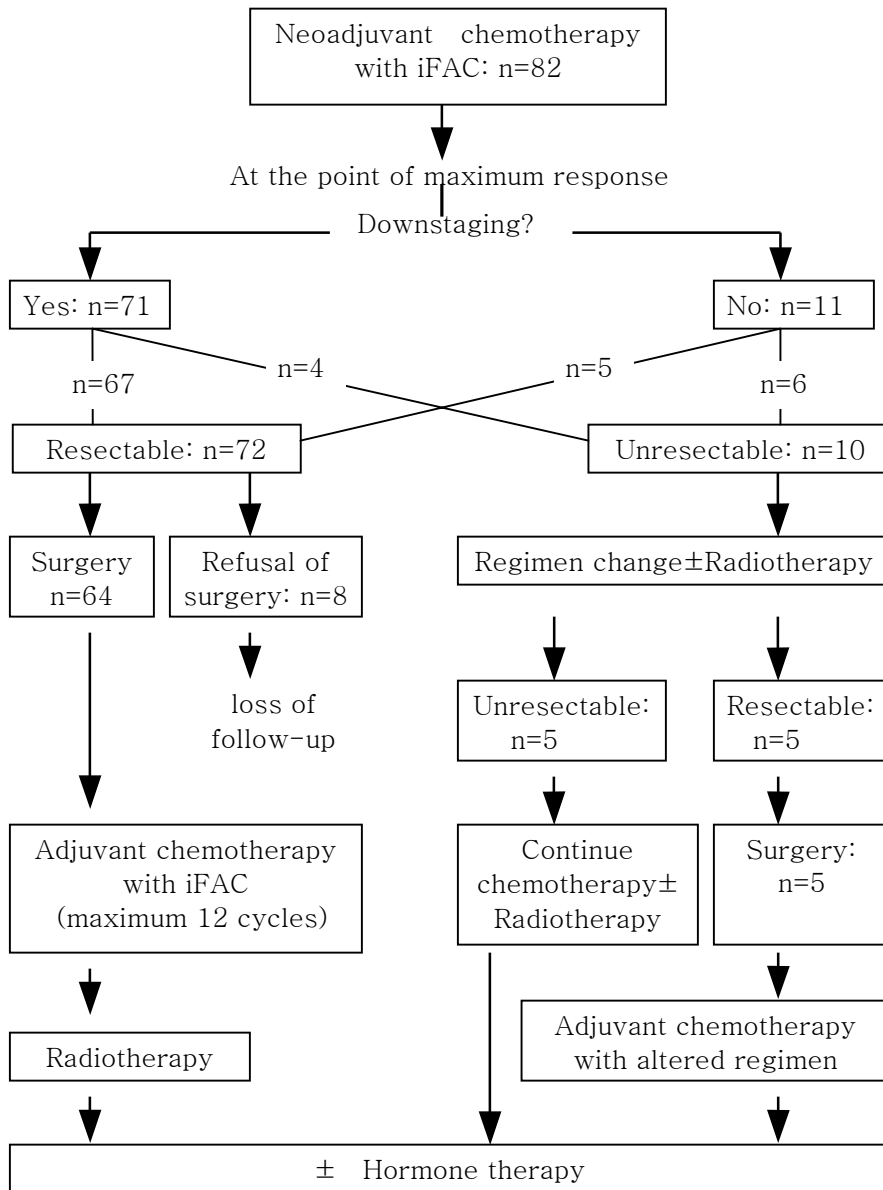 Neoadjuvant chemotherapy
with iFAC: n=82
At the point of maximum response
Downstaging?
Yes: n=71
No: n=11
n=67
n=4
n=5
n=6
Resectable: n=72
Unresectable: n=10
Surgery
n=64
Refusal of
surgery: n=8
Regimen change±Radiotherapy
loss of
follow-up
Unresectable:
n=5
Resectable:
n=5
Adjuvant chemotherapy
with iFAC
(maximum 12 cycles)
Continue
chemotherapy±
Radiotherapy
Surgery:
n=5
Radiotherapy
Adjuvant chemotherapy
with altered regimen
± Hormone therapy